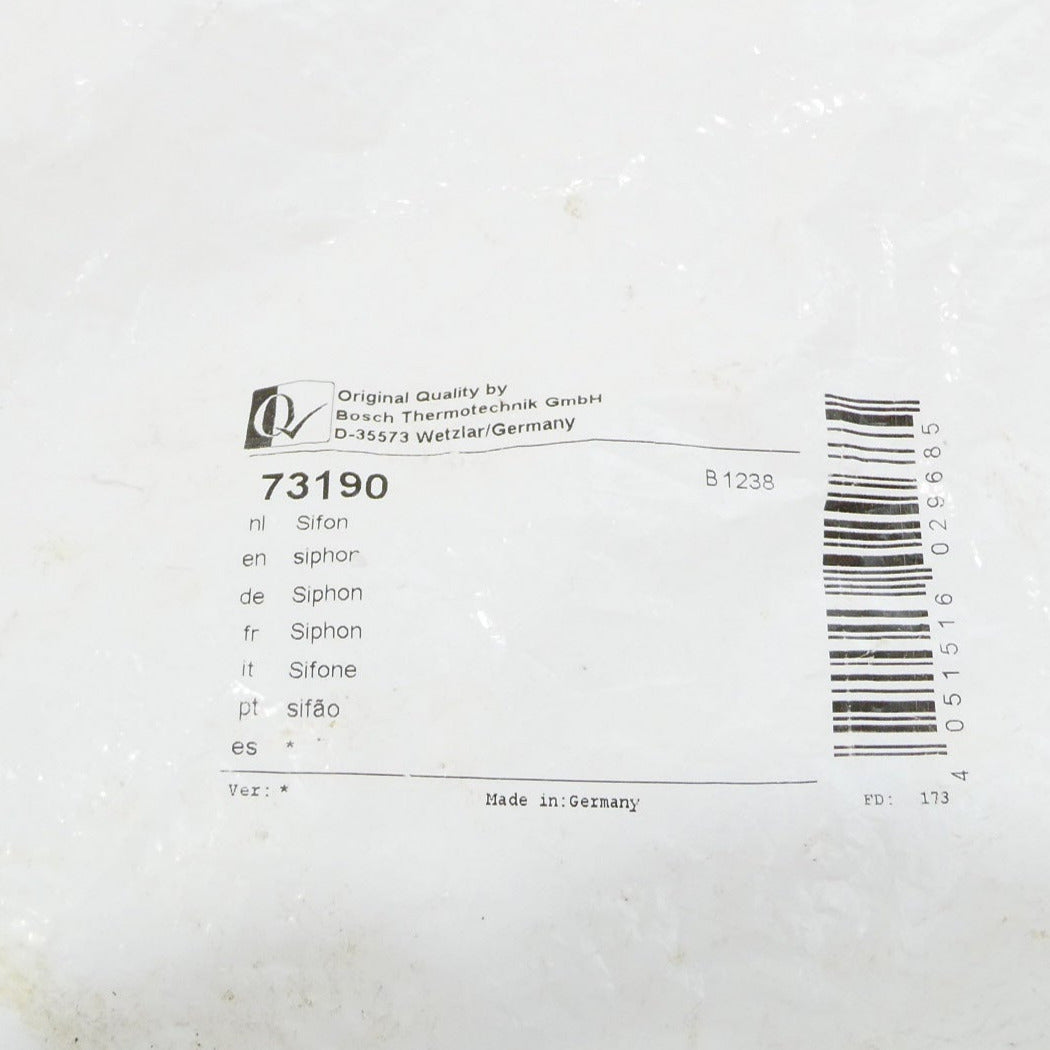 Original Quality by
Bosch Thermotechnik GmbH
D-35573 Wetzlar/Germany
73190 B1238
nl Sifon
en siphor
de Siphon
fr Siphon
it Sifone
pt sifão
es *
Ver: * Made in:Germany FD: 173
4 051516 029685